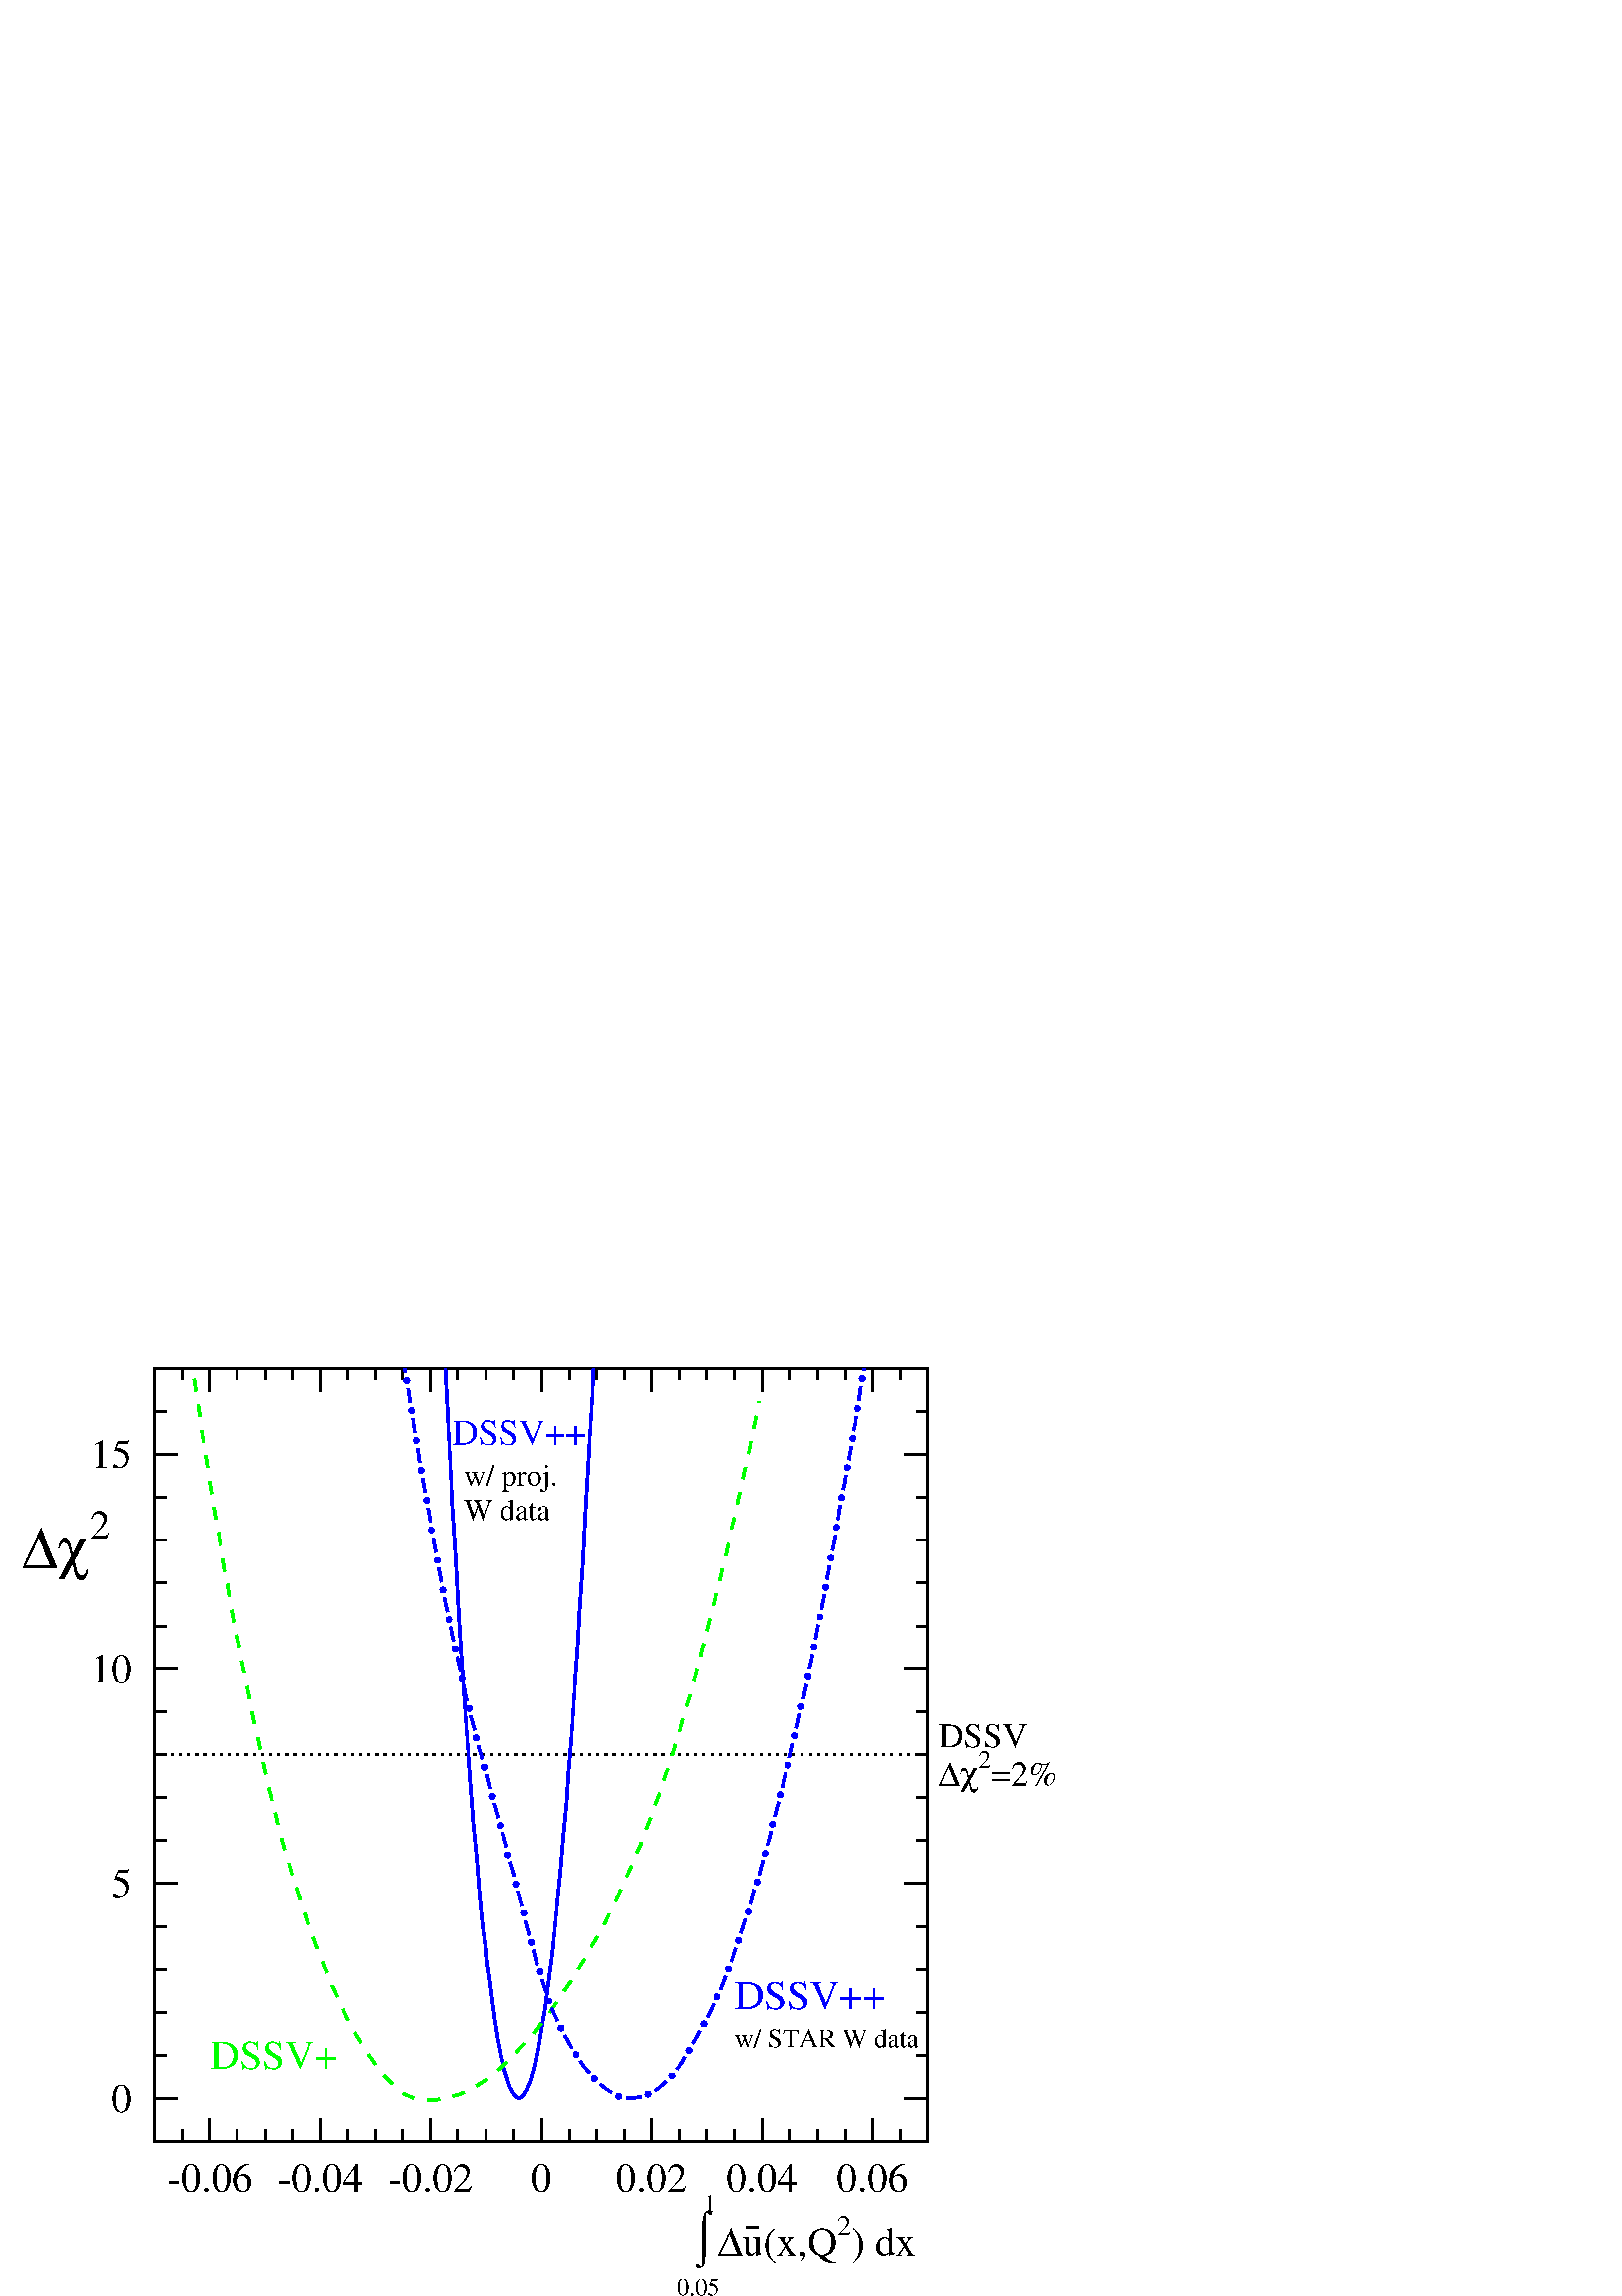 DSSV++
w/ proj.
W data
15
Δχ²
10
DSSV
Δχ²=2%
5
DSSV++
w/ STAR W data
DSSV+
0
-0.06 -0.04 -0.02 0 0.02 0.04 0.06
1
∫Δū(x,Q²) dx
0.05